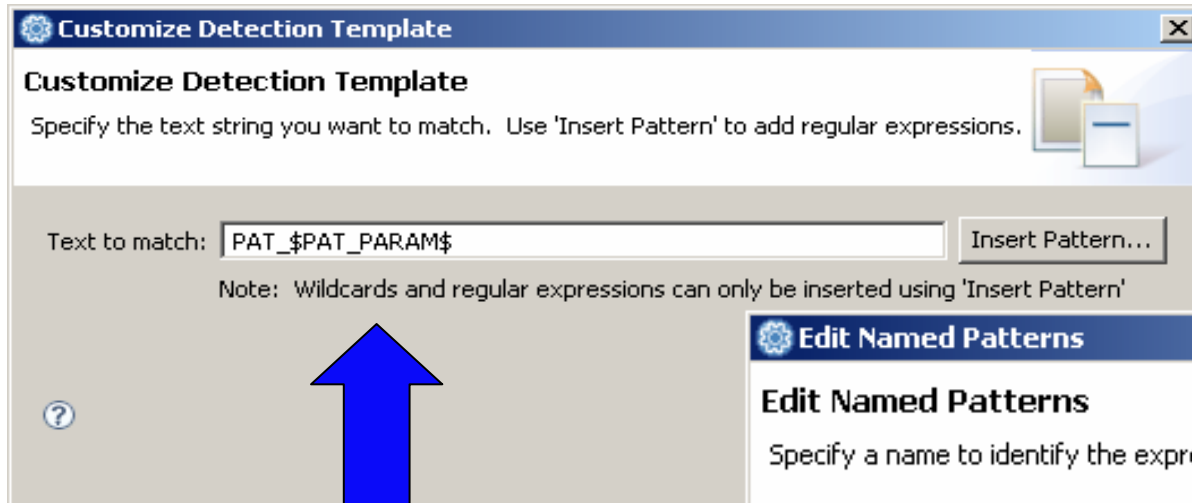 Customize Detection Template
Customize Detection Template
Specify the text string you want to match. Use 'Insert Pattern' to add regular expressions.
Text to match: PAT_$PAT_PARAM$ Insert Pattern...
Note: Wildcards and regular expressions can only be inserted using 'Insert Pattern'
Edit Named Patterns
Edit Named Patterns
Specify a name to identify the